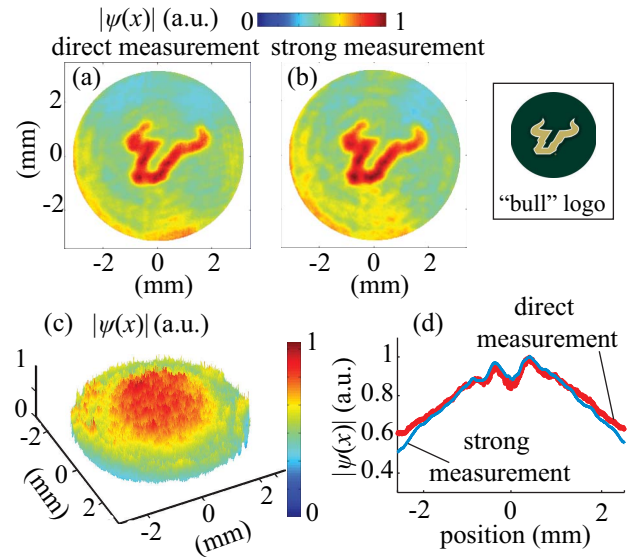 |ψ(x)| (a.u.) 0 1
direct measurement strong measurement
(a)
(b)
2
0
-2
(mm)
-2 0 2
(mm)
-2 0 2
(mm)
“bull” logo
(c) |ψ(x)| (a.u.)
1
0
1
0
-2
0
2
(mm)
-2
0
2
(mm)
(d)
direct
measurement
strong
measurement
1.0
0.8
0.6
0.4
|ψ(x)| (a.u.)
-2 0 2
position (mm)